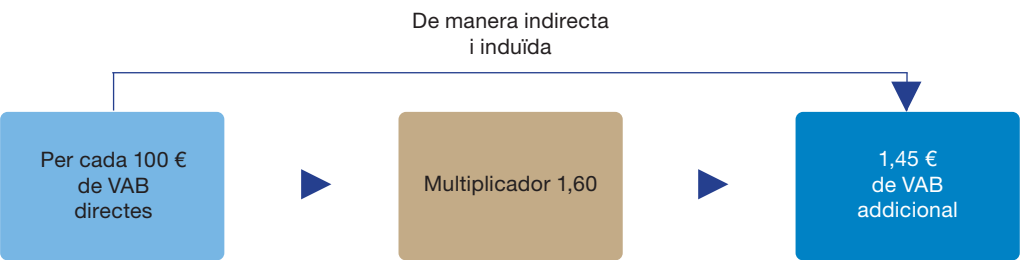 De manera indirecta
i induïda
Per cada 100 €
de VAB
directes
Multiplicador 1,60
1,45 €
de VAB
addicional